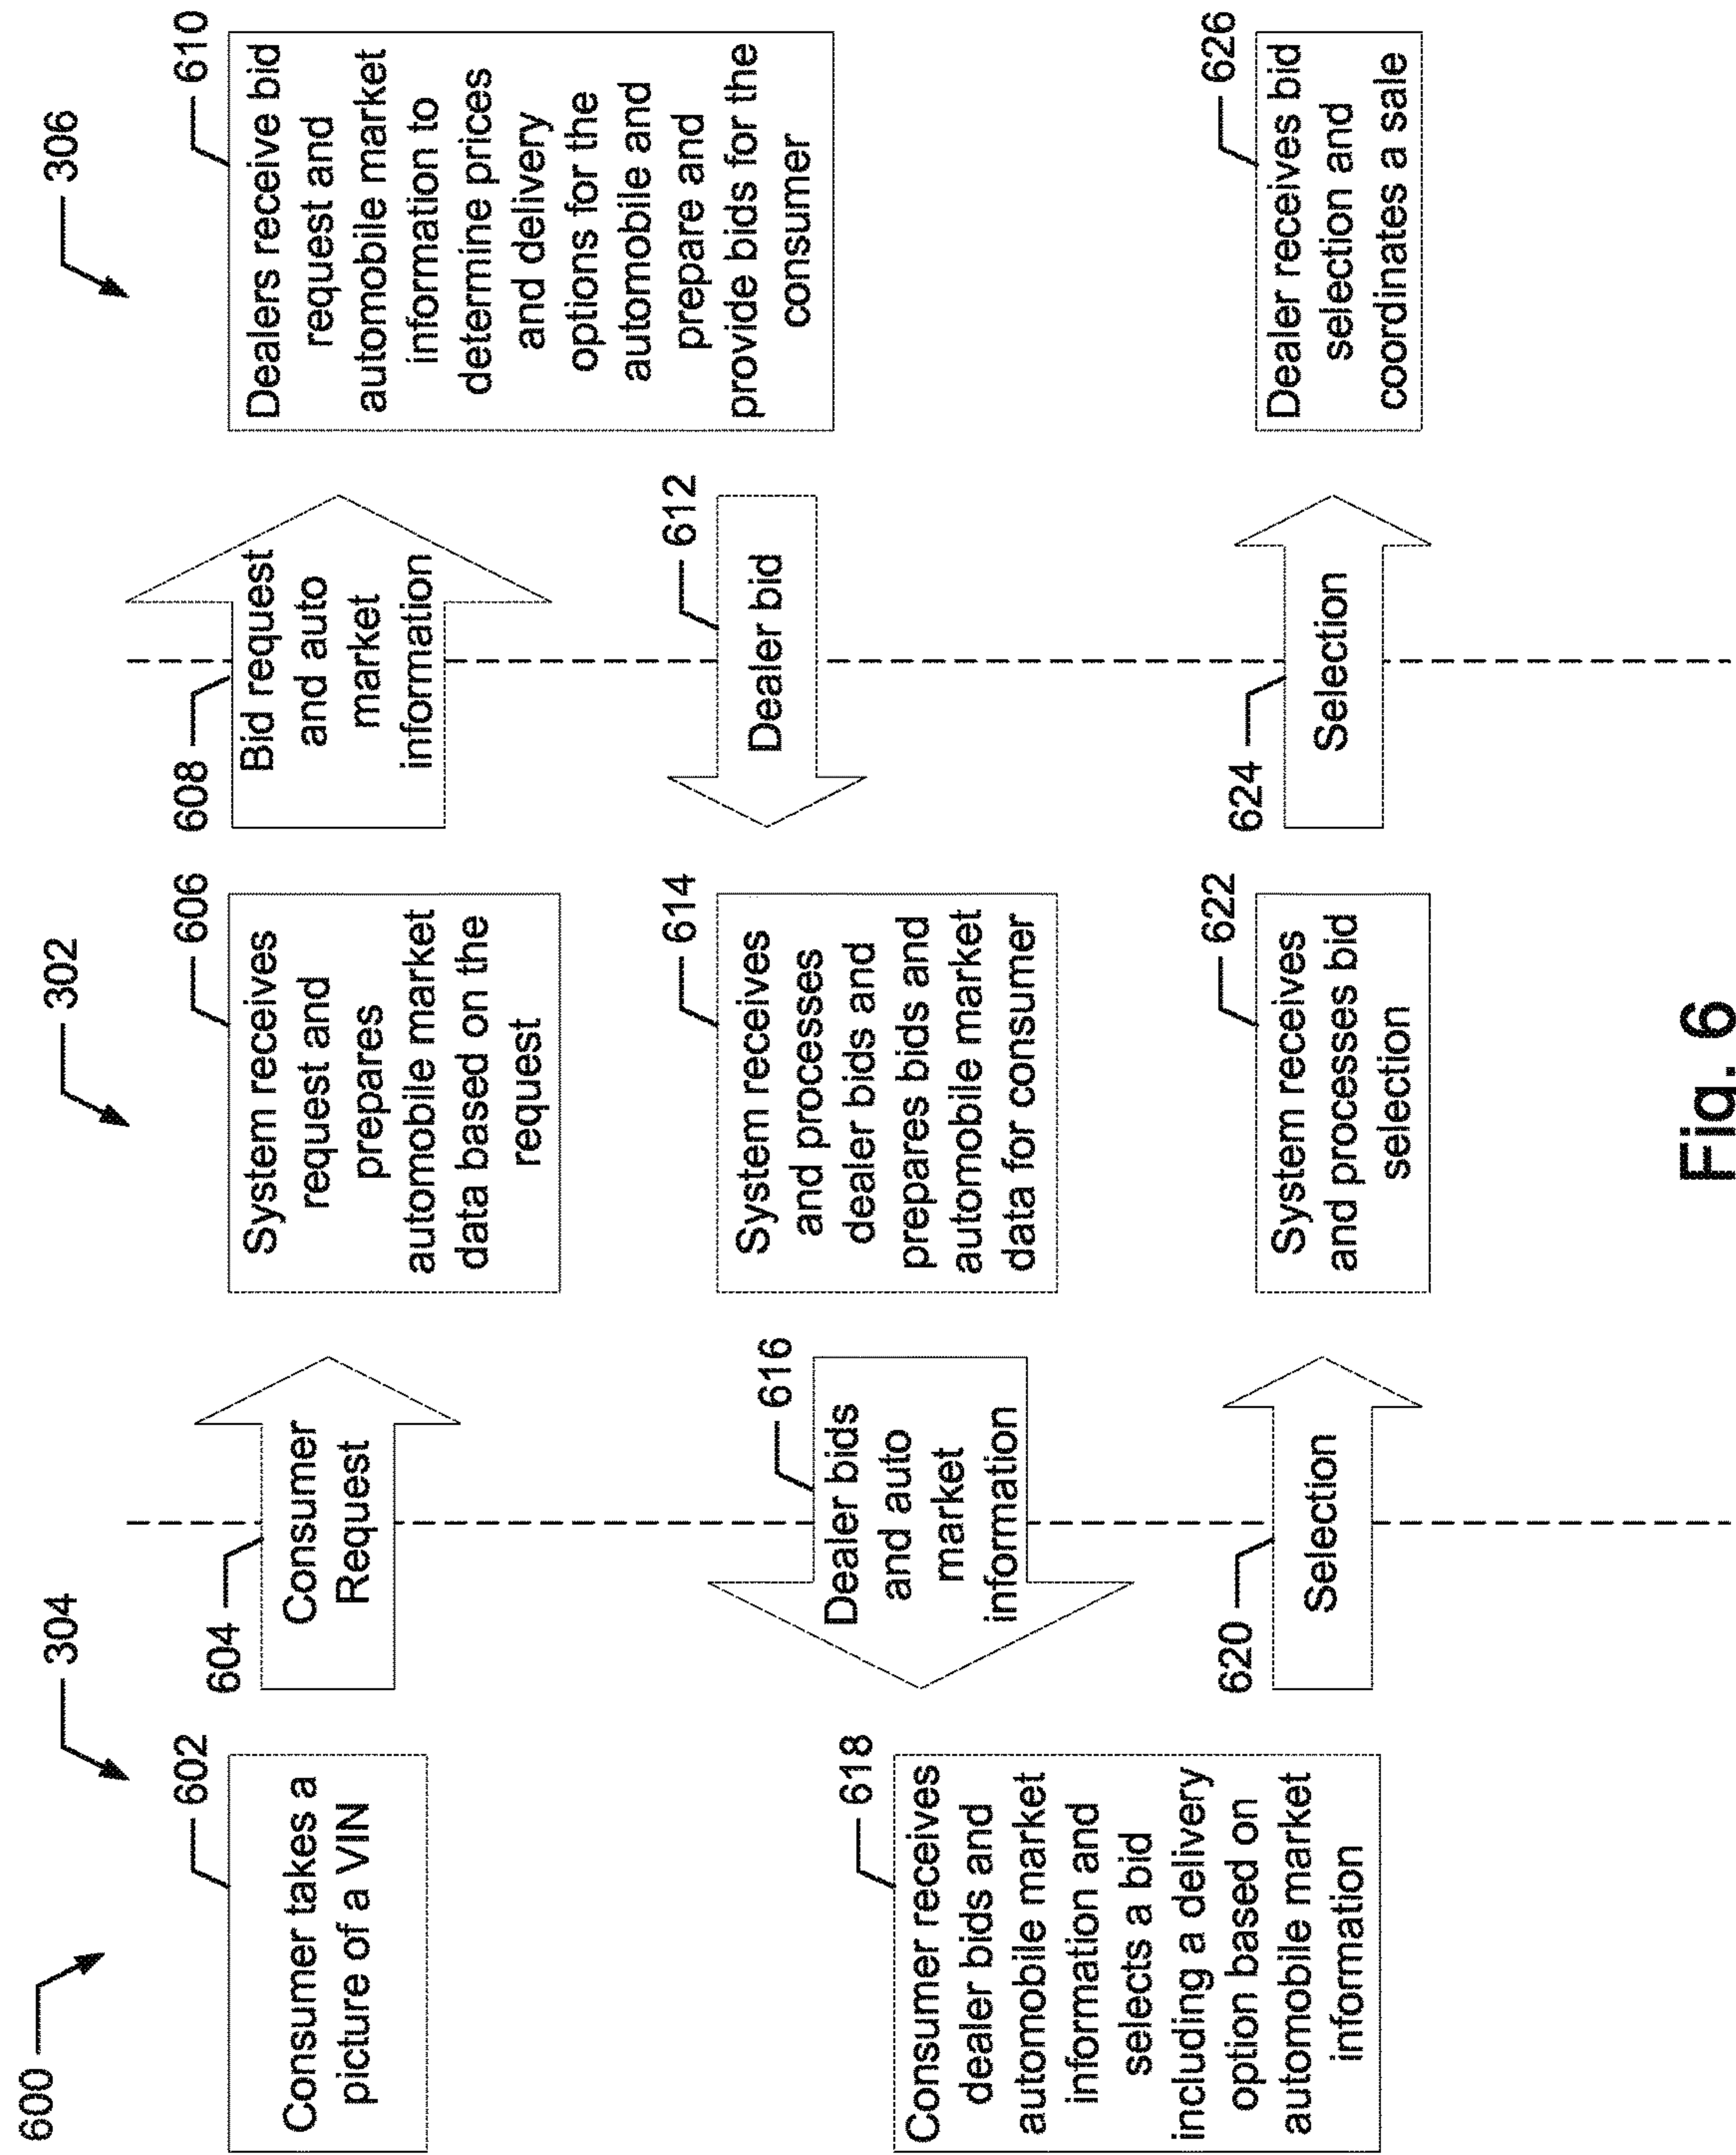 600
304
302
306
602
Consumer takes a
picture of a VIN
604
Consumer
Request
606
System receives
request and
prepares
automobile market
data based on the
request
608
Bid request
and auto
market
information
610
Dealers receive bid
request and
automobile market
information to
determine prices
and delivery
options for the
automobile and
prepare and
provide bids for the
consumer
612
Dealer bid
614
System receives
and processes
dealer bids and
prepares bids and
automobile market
data for consumer
616
Dealer bids
and auto
market
information
618
Consumer receives
dealer bids and
automobile market
information and
selects a bid
including a delivery
option based on
automobile market
information
620
Selection
622
System receives
and processes bid
selection
624
Selection
626
Dealer receives bid
selection and
coordinates a sale
Fig. 6